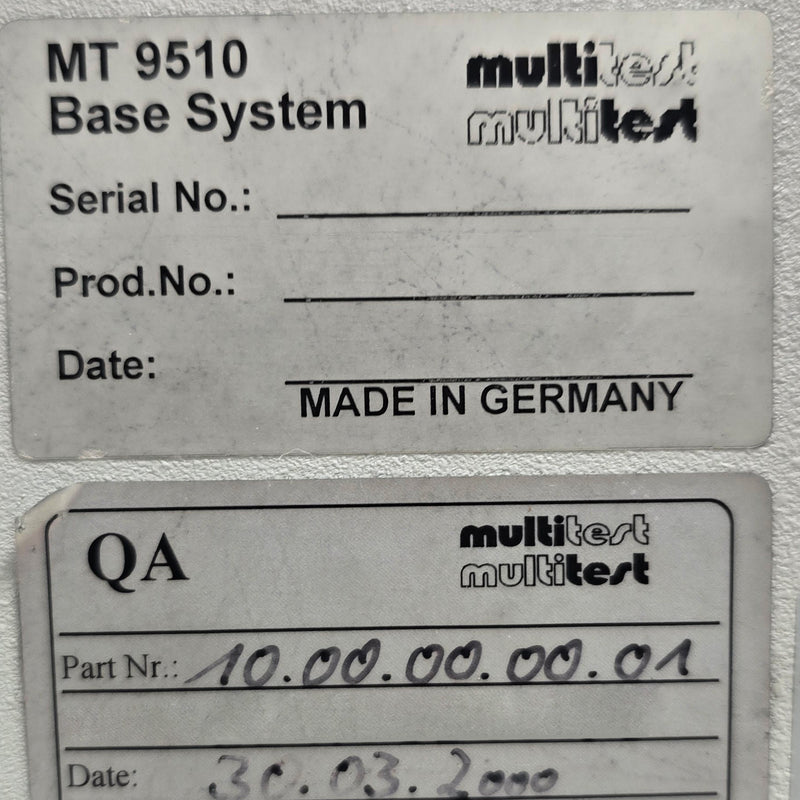 MT 9510 multitest
Base System multitest
Serial No.:
Prod.No.:
Date:
MADE IN GERMANY
QA multitest
multitest
Part Nr.: 10.00.00.00.01
Date: 30.03.2000